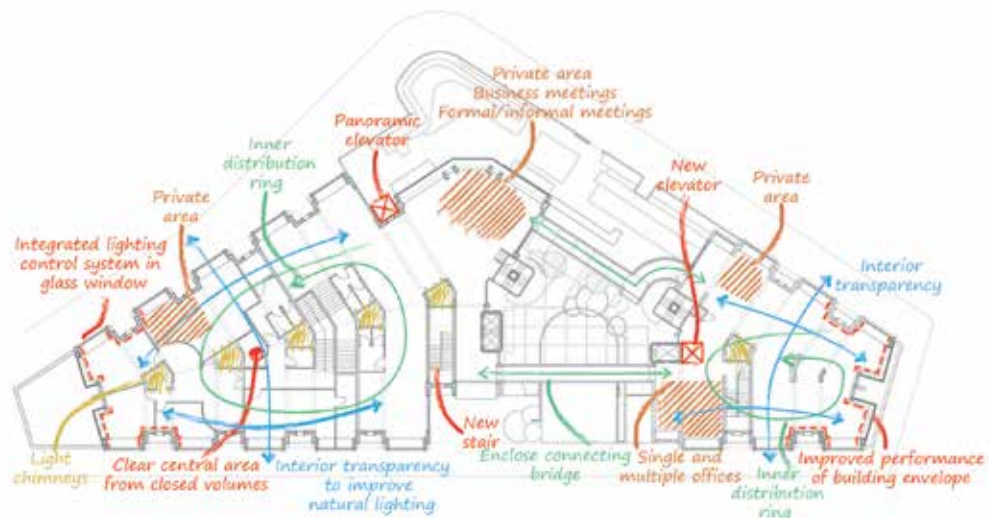 Private area
Business meetings
Formal/informal meetings
Panoramic
elevator
Inner
distribution
ring
New
elevator
Private
area
Private
area
Integrated lighting
control system in
glass window
Interior
transparency
Light
chimneys
Clear central area
from closed volumes
Interior transparency
to improve
natural lighting
New
stair
Enclose connecting
bridge
Single and
multiple offices
Inner
distribution
ring
Improved performance
of building envelope